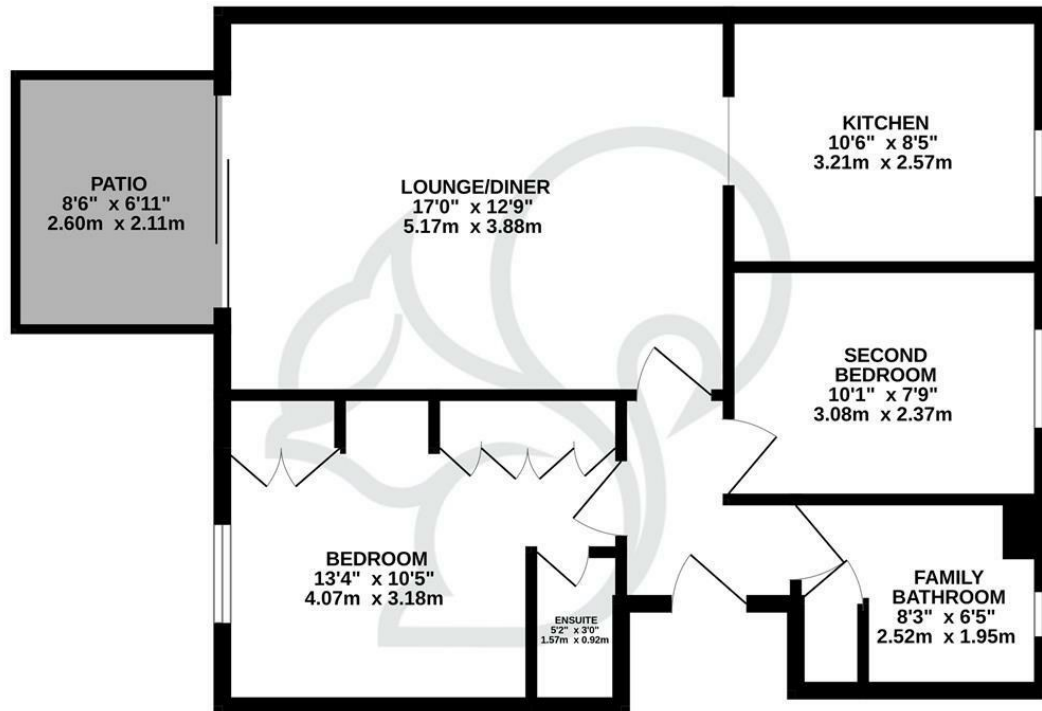 PATIO
8'6" x 6'11"
2.60m x 2.11m
LOUNGE/DINER
17'0" x 12'9"
5.17m x 3.88m
KITCHEN
10'6" x 8'5"
3.21m x 2.57m
SECOND
BEDROOM
10'1" x 7'9"
3.08m x 2.37m
BEDROOM
13'4" x 10'5"
4.07m x 3.18m
ENSUITE
5'2" x 3'0"
1.57m x 0.92m
FAMILY
BATHROOM
8'3" x 6'5"
2.52m x 1.95m